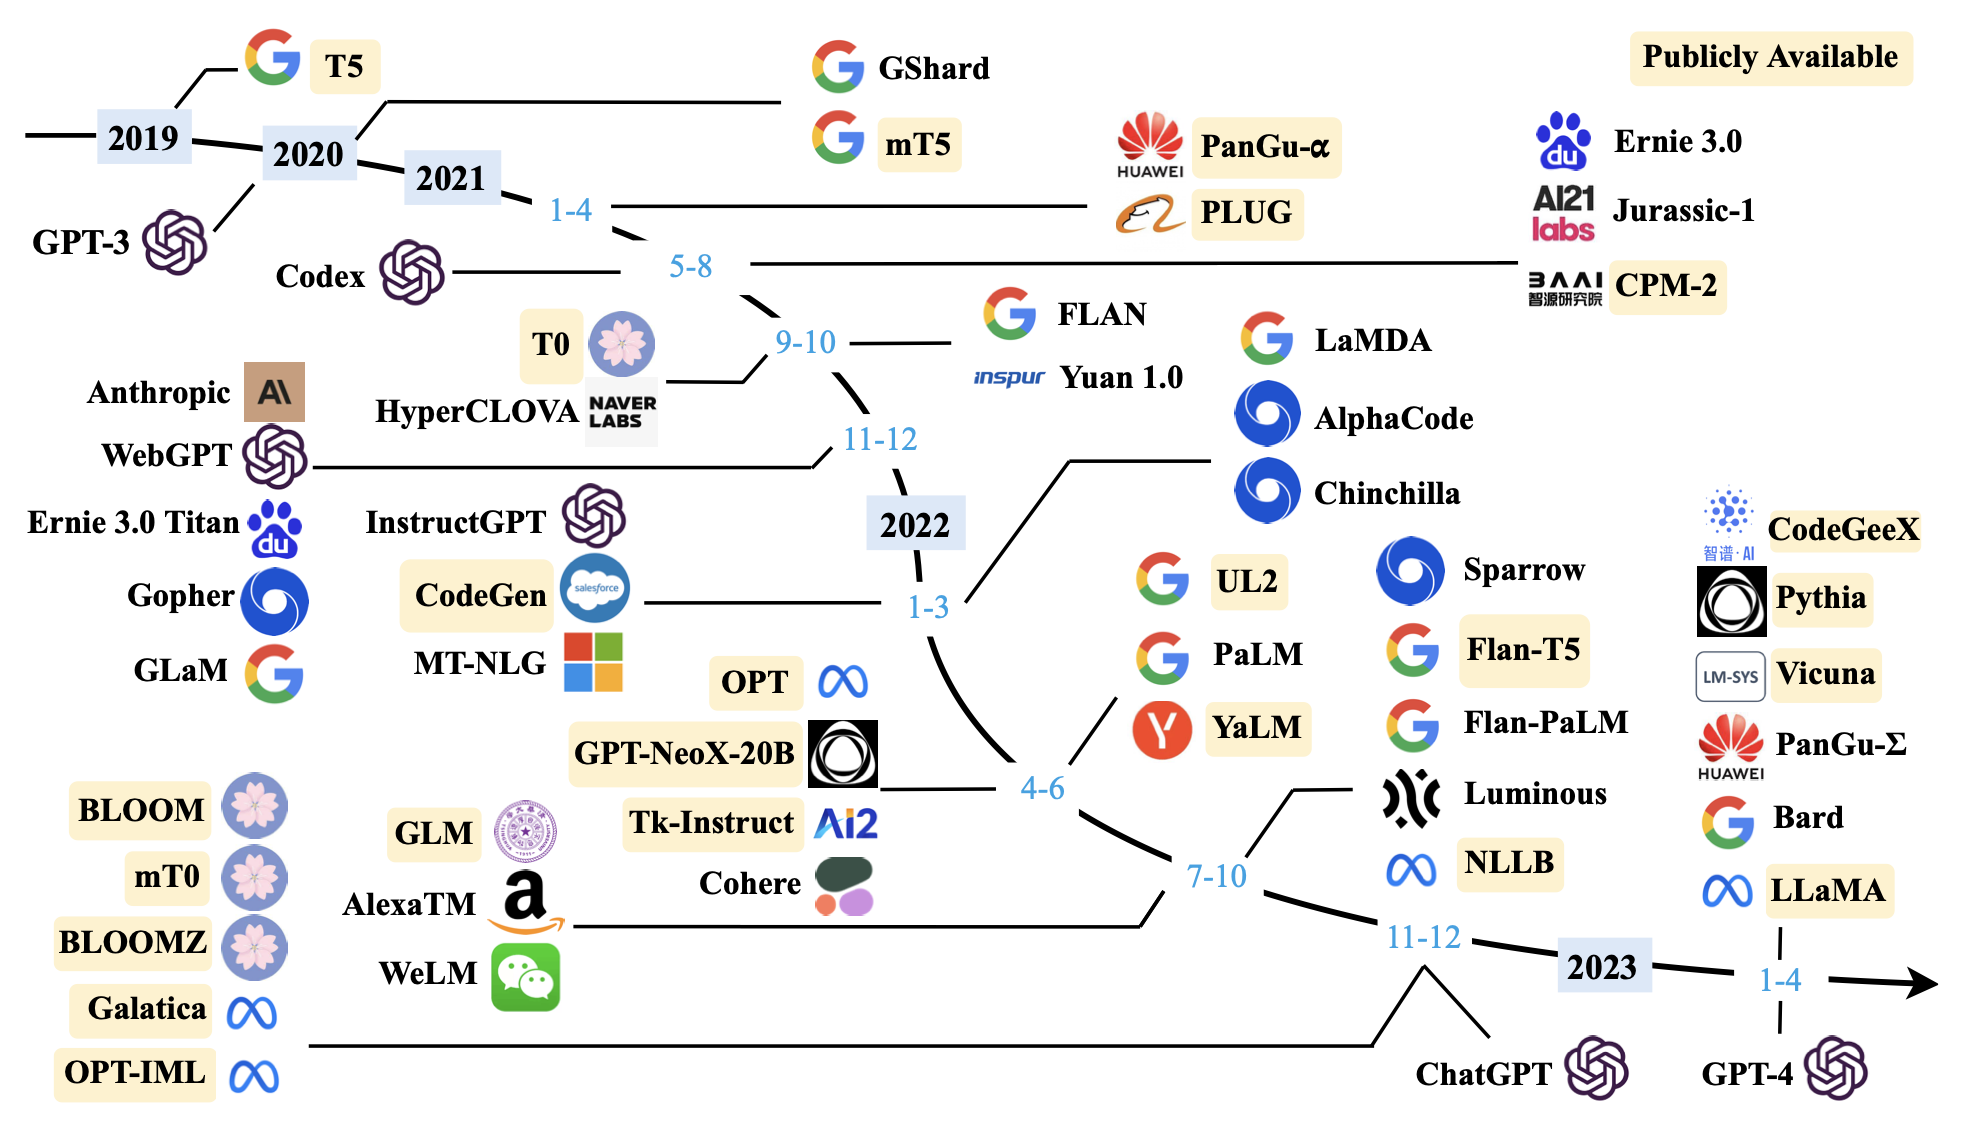 T5
GShard
Publicly Available
2019
2020
mT5
PanGu-α
HUAWEI
Ernie 3.0
du
2021
1-4
PLUG
AI21
labs
Jurassic-1
GPT-3
Codex
5-8
BAAI
智源研究院
CPM-2
T0
9-10
FLAN
LaMDA
inspur
Yuan 1.0
Anthropic
A\
HyperCLOVA
NAVER
LABS
AlphaCode
WebGPT
11-12
Chinchilla
Ernie 3.0 Titan
du
InstructGPT
2022
CodeGeeX
智谱·AI
Gopher
CodeGen
salesforce
1-3
UL2
Sparrow
Pythia
GLaM
MT-NLG
PaLM
Flan-T5
LM-SYS
Vicuna
OPT
YaLM
Flan-PaLM
PanGu-Σ
HUAWEI
GPT-NeoX-20B
4-6
Luminous
BLOOM
GLM
Tk-Instruct
Ai2
Bard
mT0
AlexaTM
a
Cohere
7-10
NLLB
LLaMA
BLOOMZ
WeLM
11-12
2023
1-4
Galatica
OPT-IML
ChatGPT
GPT-4